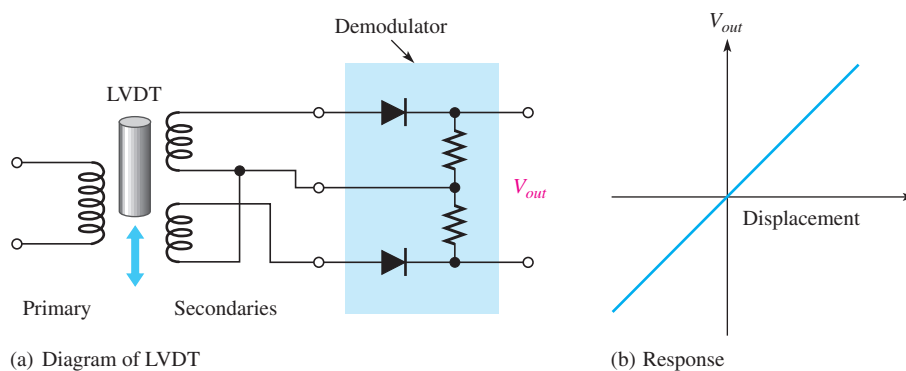 Demodulator
LVDT
V_out
Primary
Secondaries
(a) Diagram of LVDT
V_out
Displacement
(b) Response